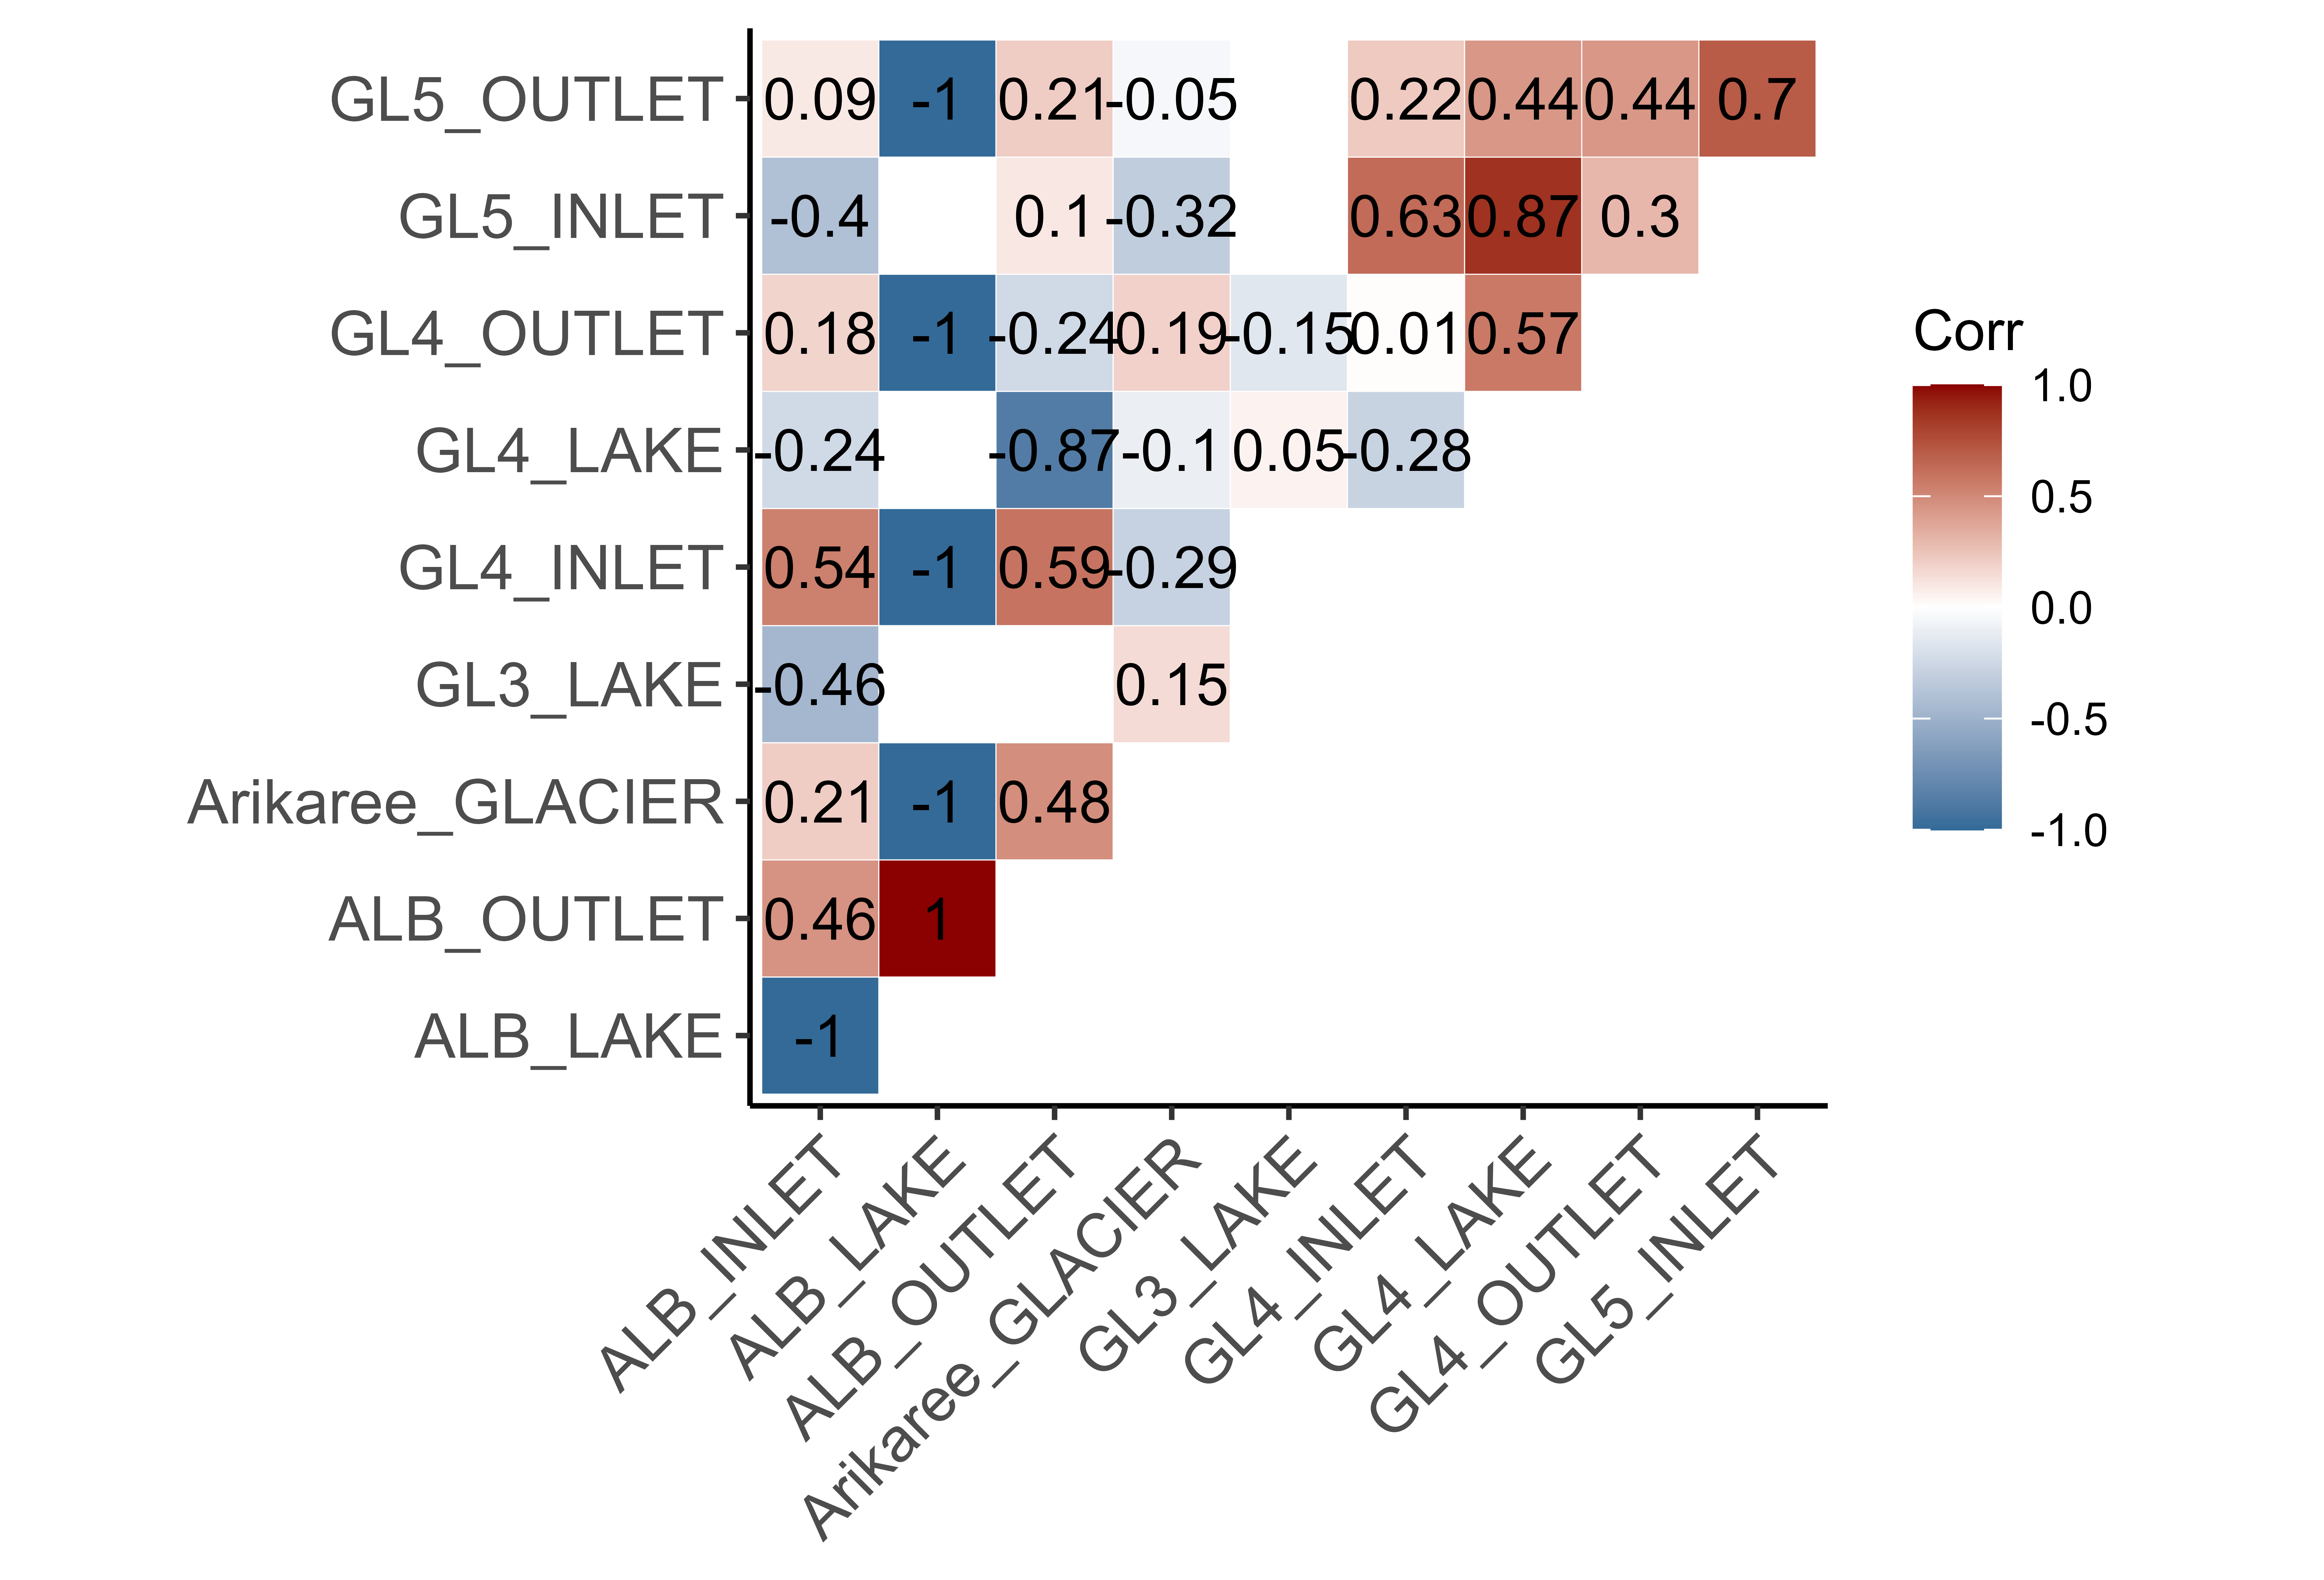 GL5_OUTLET 0.09 -1 0.21 -0.05 0.22 0.44 0.44 0.7
GL5_INLET -0.4 0.1 -0.32 0.63 0.87 0.3
GL4_OUTLET 0.18 -1 -0.24 0.19 -0.15 0.01 0.57
GL4_LAKE -0.24 -0.87 -0.1 0.05 -0.28
GL4_INLET 0.54 -1 0.59 -0.29
GL3_LAKE -0.46 0.15
Arikaree_GLACIER 0.21 -1 0.48
ALB_OUTLET 0.46 1
ALB_LAKE -1
ALB_INLET
ALB_LAKE
ALB_OUTLET
Arikaree_GLACIER
GL3_LAKE
GL4_INLET
GL4_LAKE
GL4_OUTLET
GL5_INLET
Corr
1.0
0.5
0.0
-0.5
-1.0